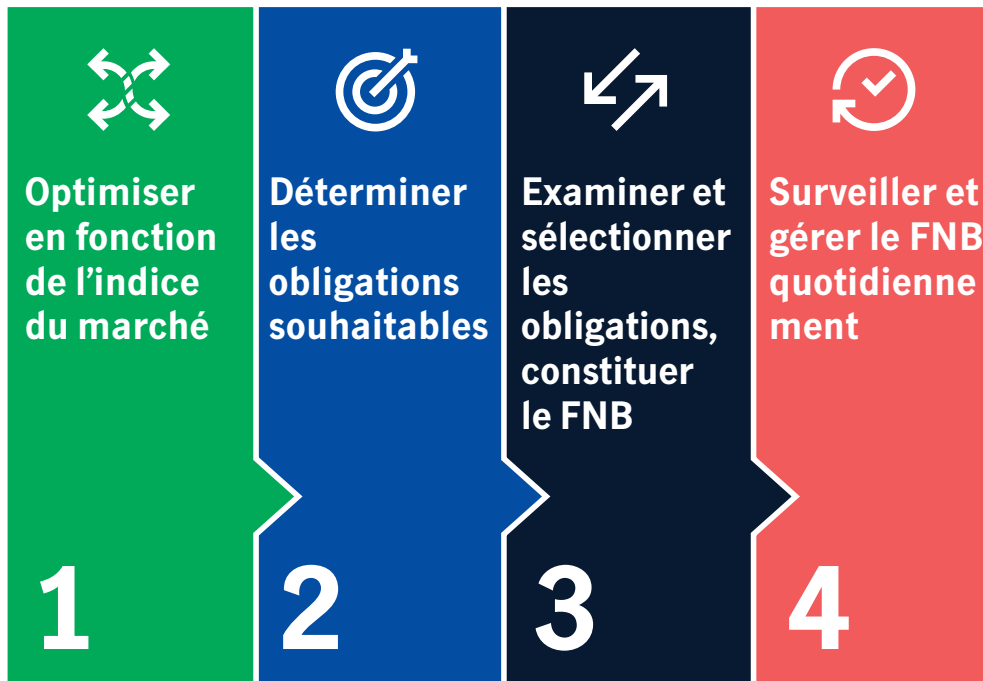 Optimiser
en fonction
de l’indice
du marché
1
Déterminer
les
obligations
souhaitables
2
Examiner et
sélectionner
les
obligations,
constituer
le FNB
3
Surveiller et
gérer le FNB
quotidienne
ment
4